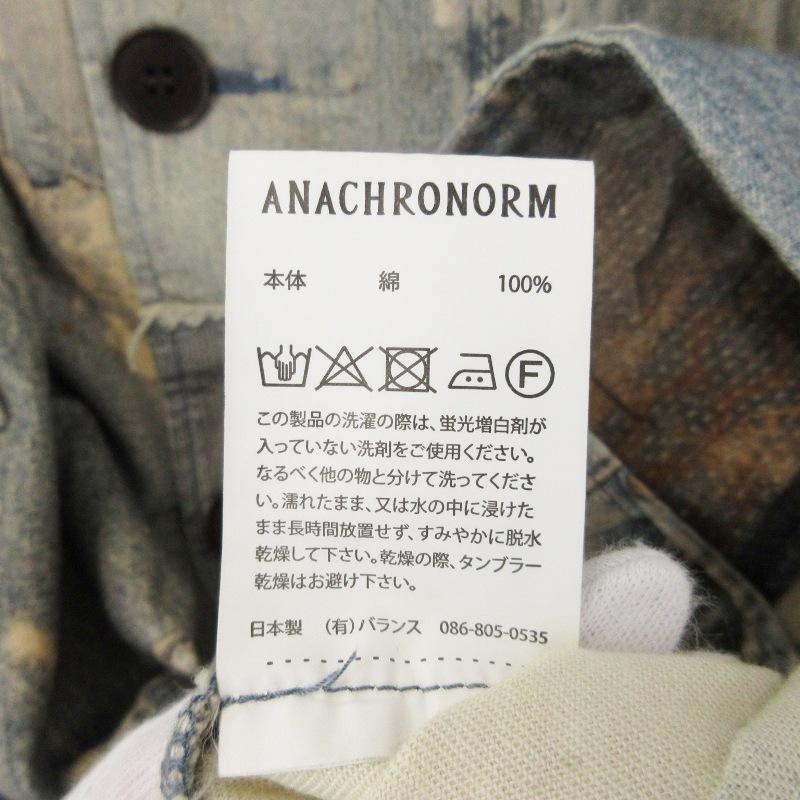 ANACHRONORM
本体 綿 100%
F
この製品の洗濯の際は、蛍光増白剤が
入っていない洗剤をご使用ください。
なるべく他の物と分けて洗ってくださ
い。濡れたまま、又は水の中に浸けた
まま長時間放置せず、すみやかに脱水
乾燥して下さい。乾燥の際、タンブラー
乾燥はお避け下さい。
日本製 (有)バランス 086-805-0535